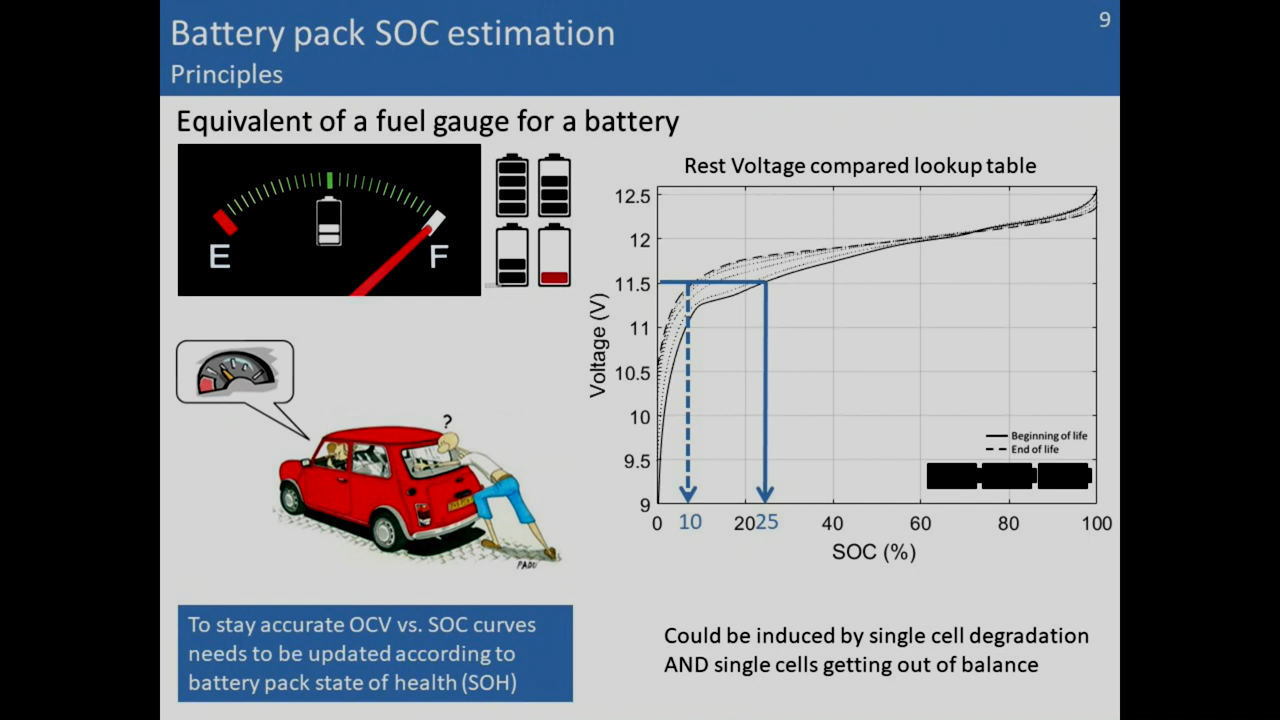 Battery pack SOC estimation
9
Principles
Equivalent of a fuel gauge for a battery
E
F
?
PADU
To stay accurate OCV vs. SOC curves
needs to be updated according to
battery pack state of health (SOH)
Rest Voltage compared lookup table
12.5
12
11.5
11
10.5
10
9.5
9
Voltage (V)
Beginning of life
End of life
0 10 20 25 40 60 80 100
SOC (%)
Could be induced by single cell degradation
AND single cells getting out of balance